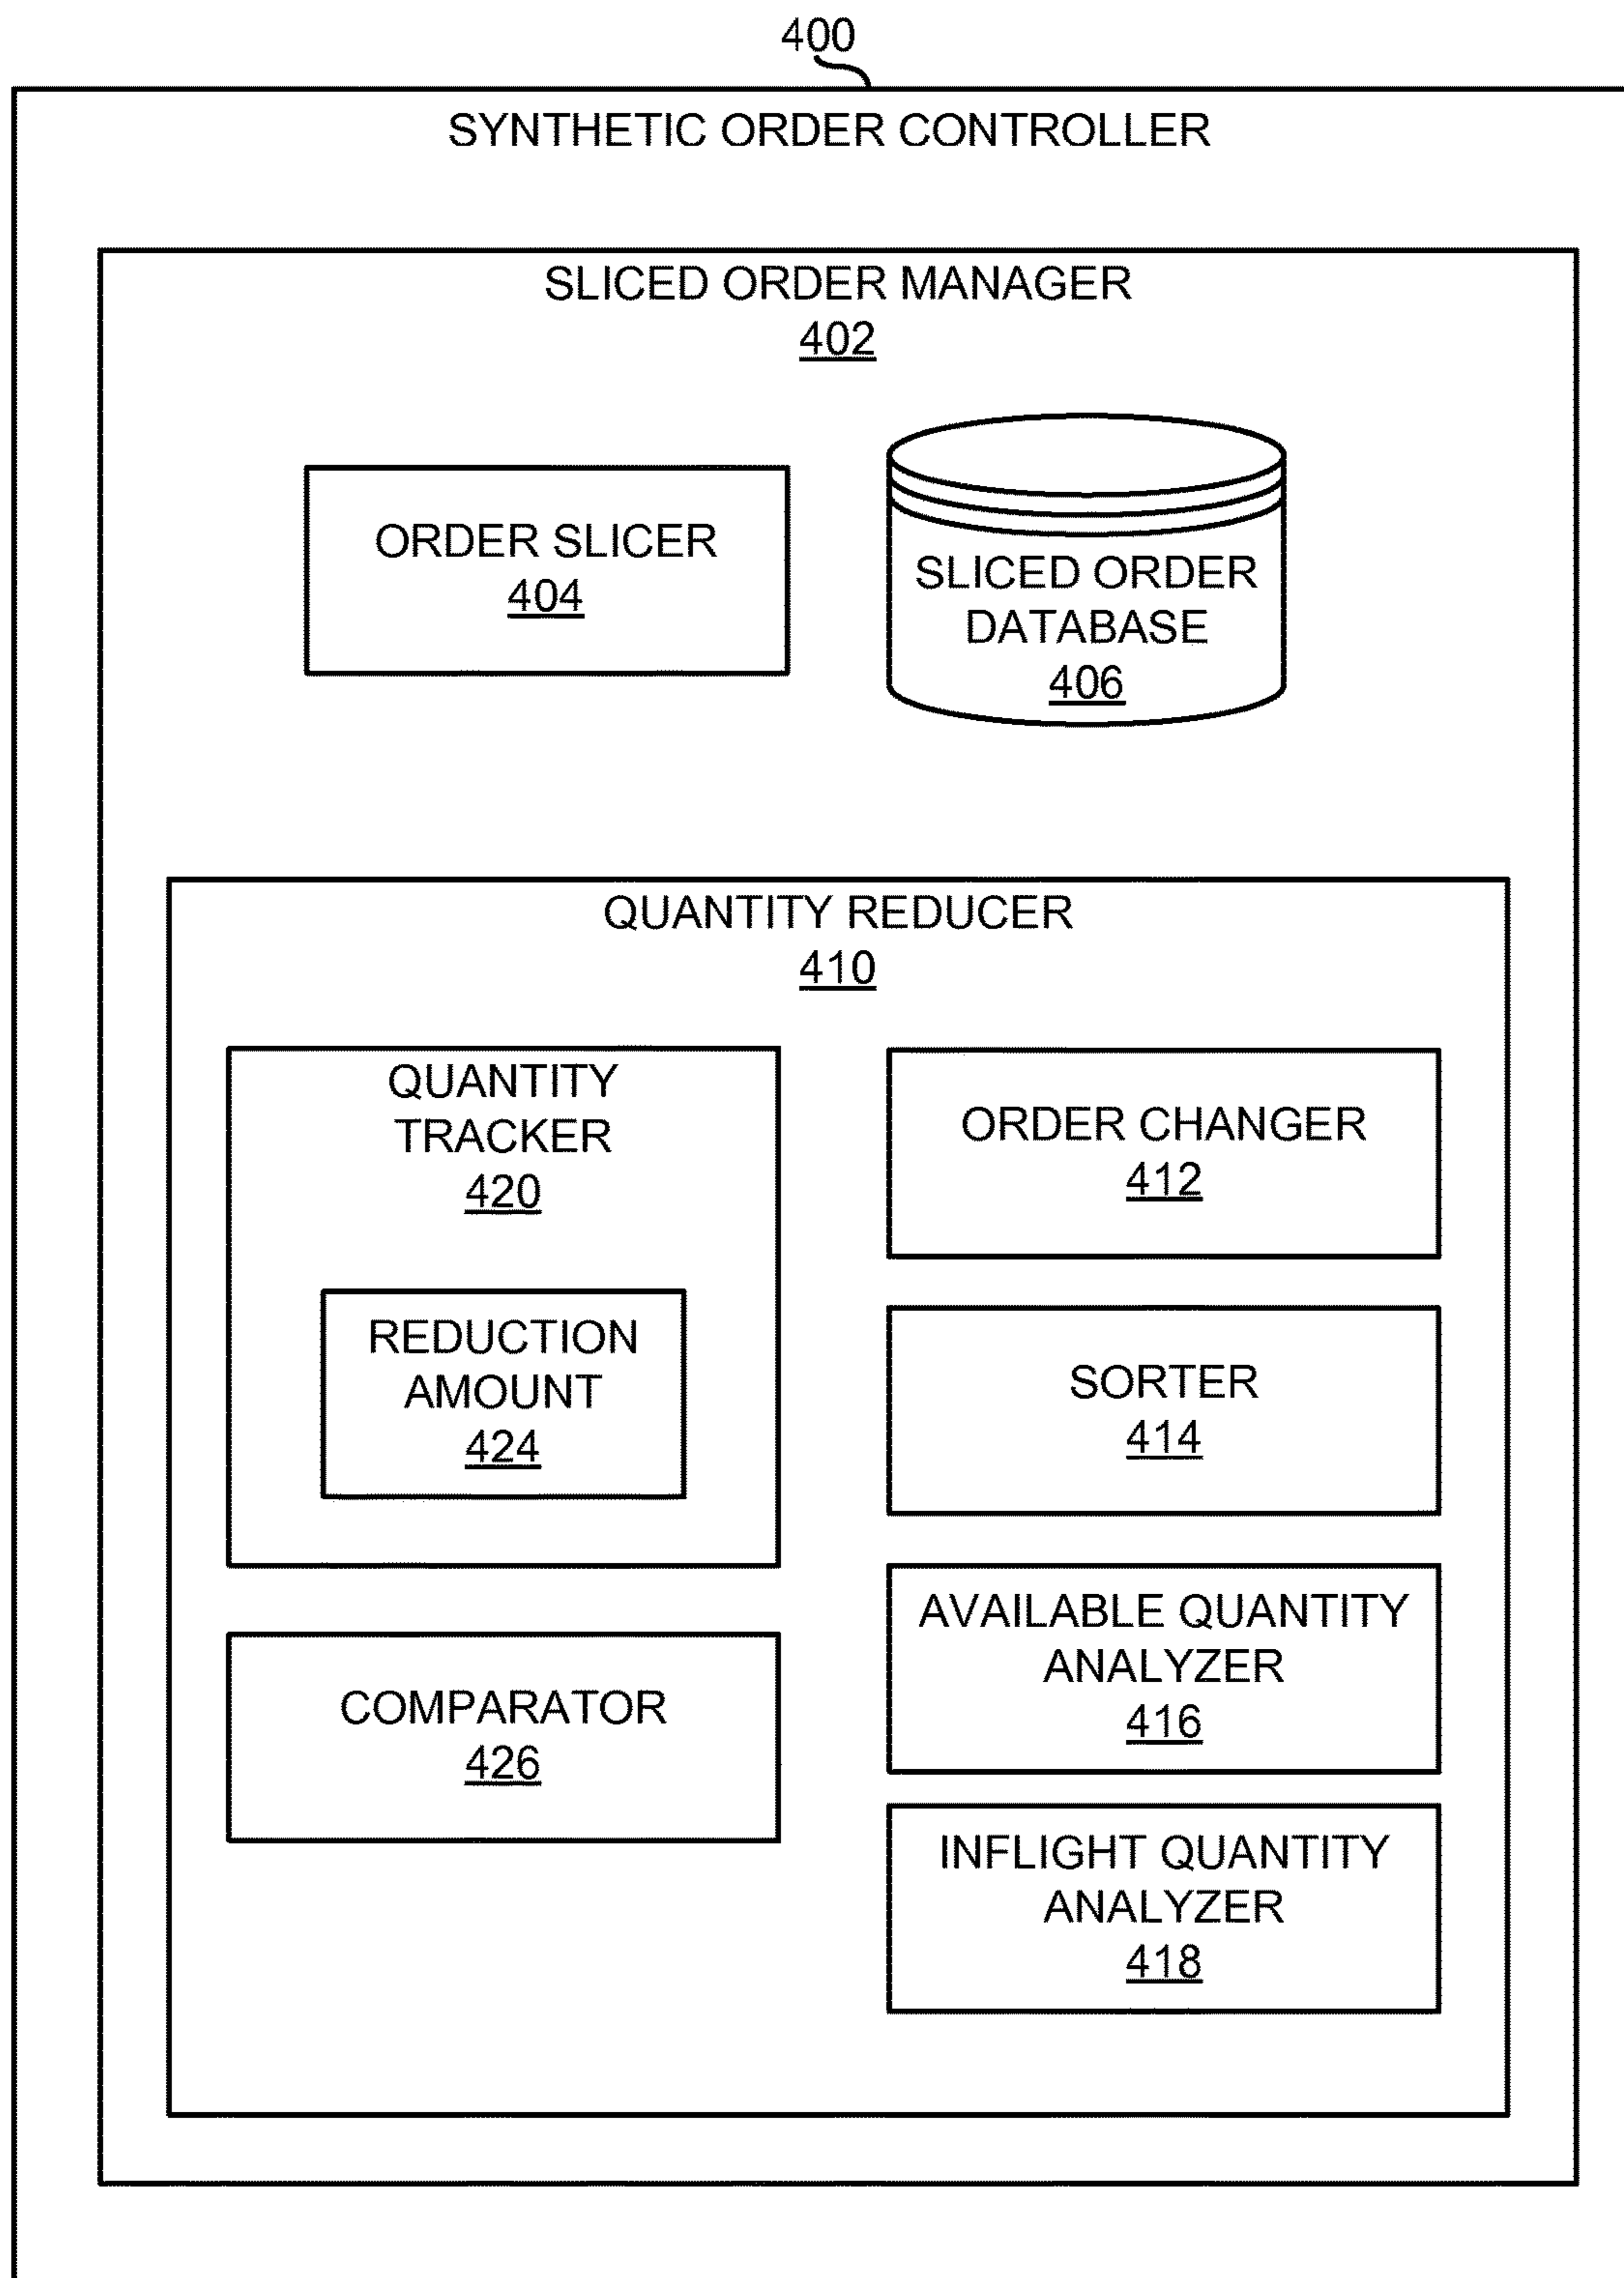 400
SYNTHETIC ORDER CONTROLLER
SLICED ORDER MANAGER
402
ORDER SLICER
404
SLICED ORDER
DATABASE
406
QUANTITY REDUCER
410
QUANTITY
TRACKER
420
REDUCTION
AMOUNT
424
COMPARATOR
426
ORDER CHANGER
412
SORTER
414
AVAILABLE QUANTITY
ANALYZER
416
INFLIGHT QUANTITY
ANALYZER
418